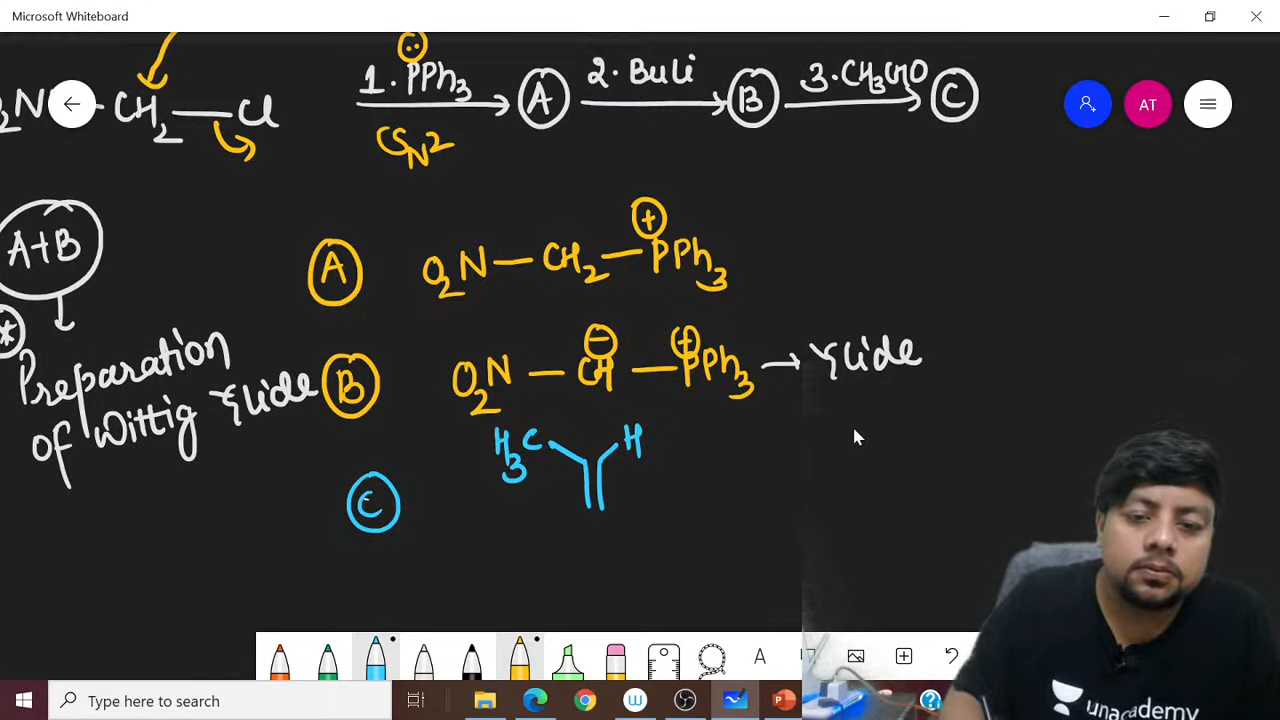 Microsoft Whiteboard
2N CH2 — Cl 1. PPh3 A 2. BuLi B 3. CH3CHO C
SN2
A+B
A O2N — CH2 — PPh3 +
* Preparation of Wittig Ylide
B O2N — CH — PPh3 − + → Ylide
C H3C H
AT
A
Type here to search
unacademy